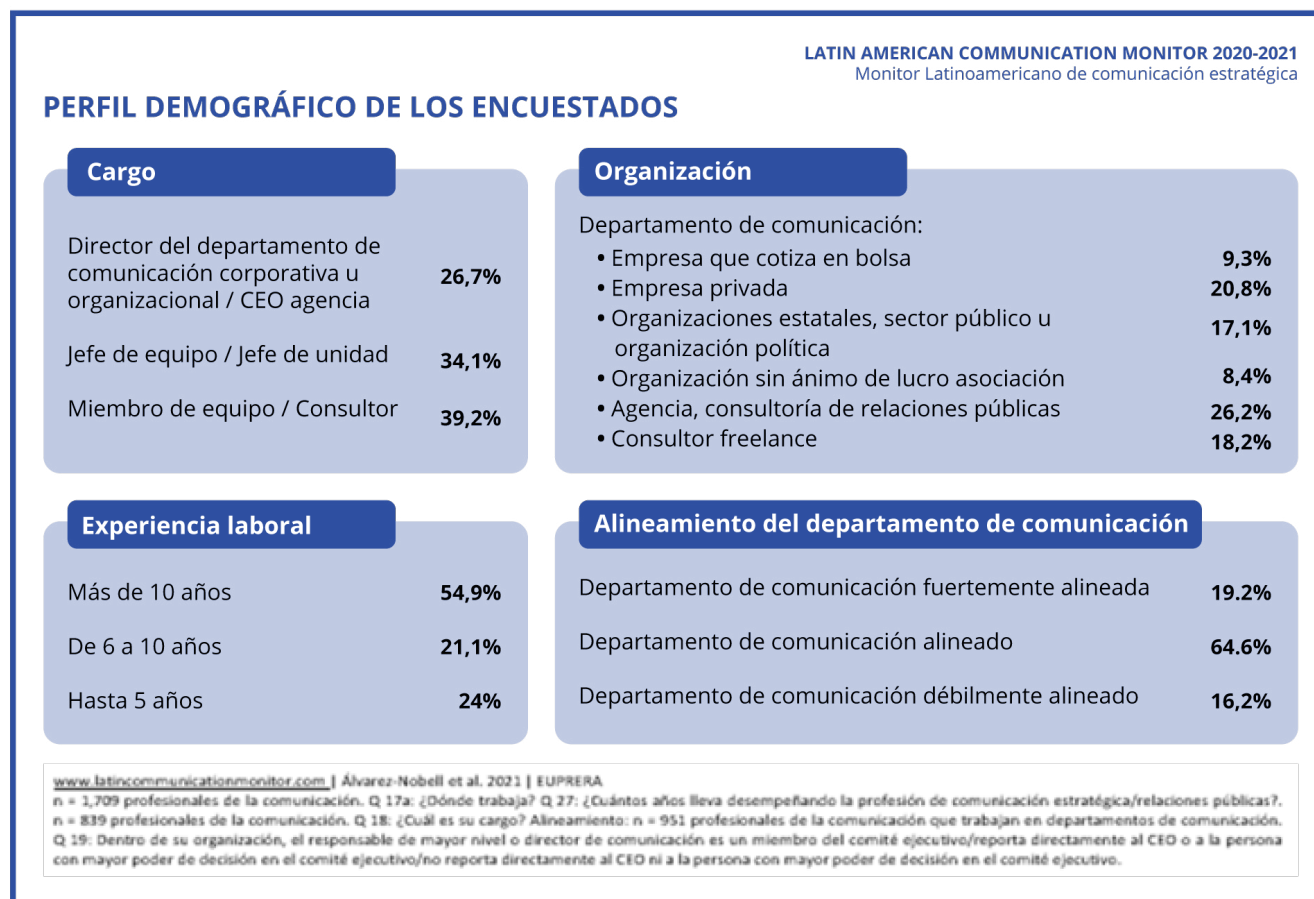 LATIN AMERICAN COMMUNICATION MONITOR 2020-2021
Monitor Latinoamericano de comunicación estratégica
PERFIL DEMOGRÁFICO DE LOS ENCUESTADOS
Cargo
Director del departamento de
comunicación corporativa u
organizacional / CEO agencia
26,7%
Jefe de equipo / Jefe de unidad 34,1%
Miembro de equipo / Consultor 39,2%
Organización
Departamento de comunicación:
• Empresa que cotiza en bolsa 9,3%
• Empresa privada 20,8%
• Organizaciones estatales, sector público u
organización política
17,1%
• Organización sin ánimo de lucro asociación 8,4%
• Agencia, consultoría de relaciones públicas 26,2%
• Consultor freelance 18,2%
Experiencia laboral
Más de 10 años 54,9%
De 6 a 10 años 21,1%
Hasta 5 años 24%
Alineamiento del departamento de comunicación
Departamento de comunicación fuertemente alineada 19.2%
Departamento de comunicación alineado 64.6%
Departamento de comunicación débilmente alineado 16,2%
www.latincommunicationmonitor.com | Álvarez-Nobell et al. 2021 | EUPRERA
n = 1,709 profesionales de la comunicación. Q 17a: ¿Dónde trabaja? Q 27: ¿Cuántos años lleva desempeñando la profesión de comunicación estratégica/relaciones públicas?.
n = 839 profesionales de la comunicación. Q 18: ¿Cuál es su cargo? Alineamiento: n = 951 profesionales de la comunicación que trabajan en departamentos de comunicación.
Q 19: Dentro de su organización, el responsable de mayor nivel o director de comunicación es un miembro del comité ejecutivo/reporta directamente al CEO o a la persona
con mayor poder de decisión en el comité ejecutivo/no reporta directamente al CEO ni a la persona con mayor poder de decisión en el comité ejecutivo.